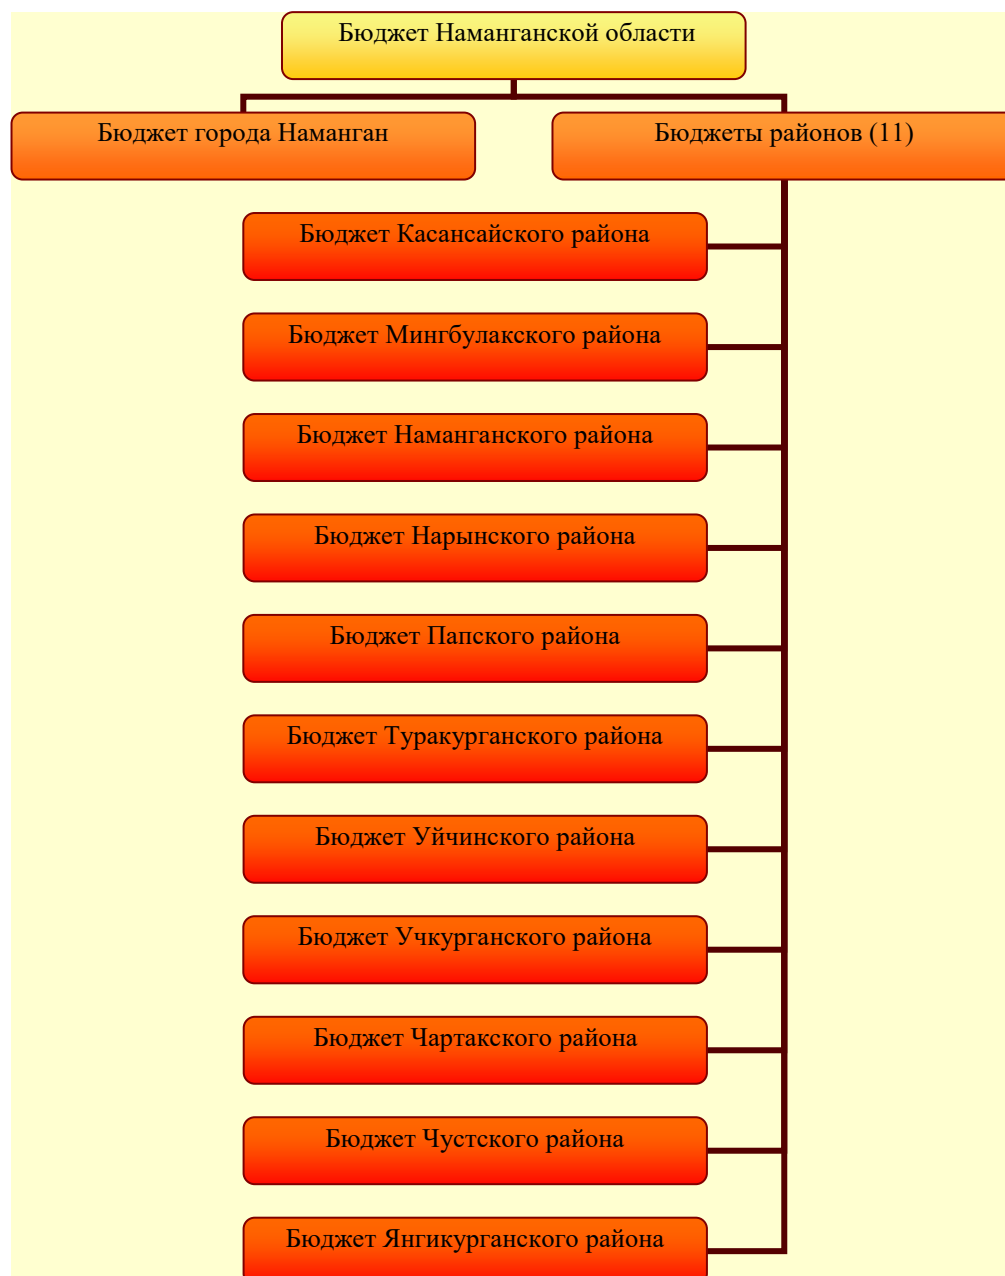 Бюджет Наманганской области
Бюджет города Наманган
Бюджеты районов (11)
Бюджет Касансайского района
Бюджет Мингбулакского района
Бюджет Наманганского района
Бюджет Нарынского района
Бюджет Папского района
Бюджет Туракурганского района
Бюджет Уйчинского района
Бюджет Учкурганского района
Бюджет Чартакского района
Бюджет Чустского района
Бюджет Янгикурганского района